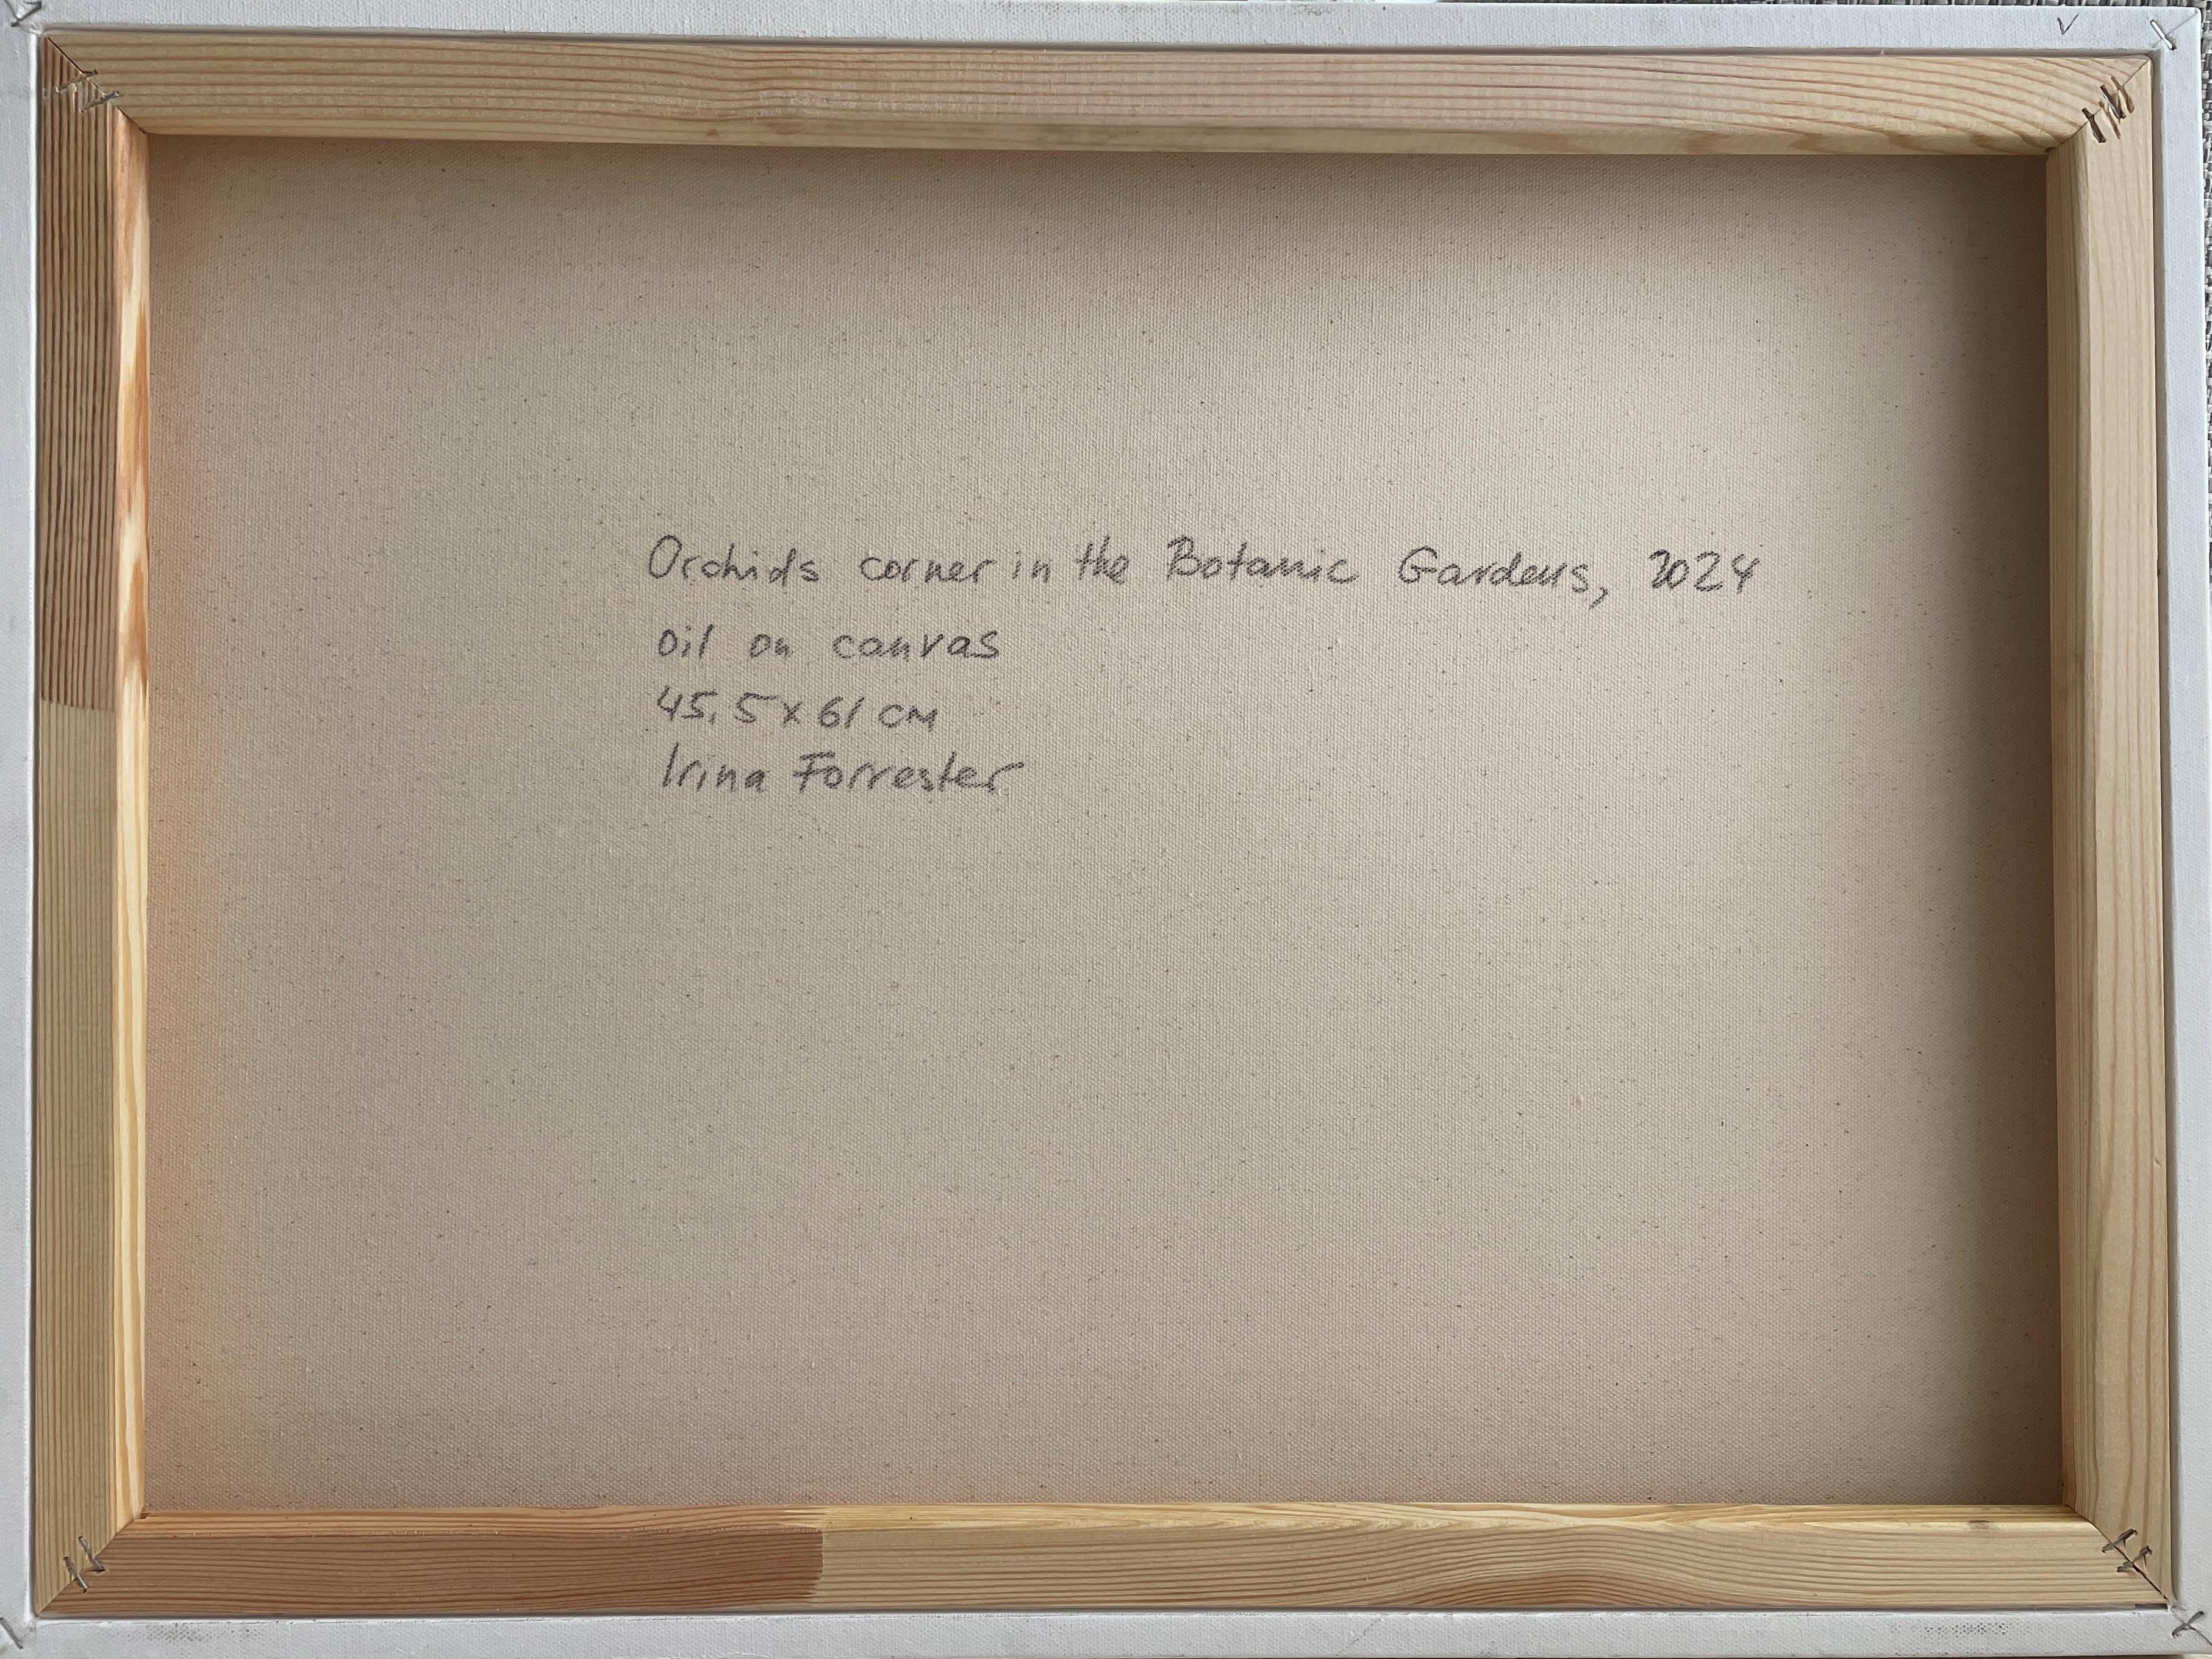 Orchids corner in the Botanic Gardens, 2024
oil on canvas
45,5 x 61 cm
Irina Forrester